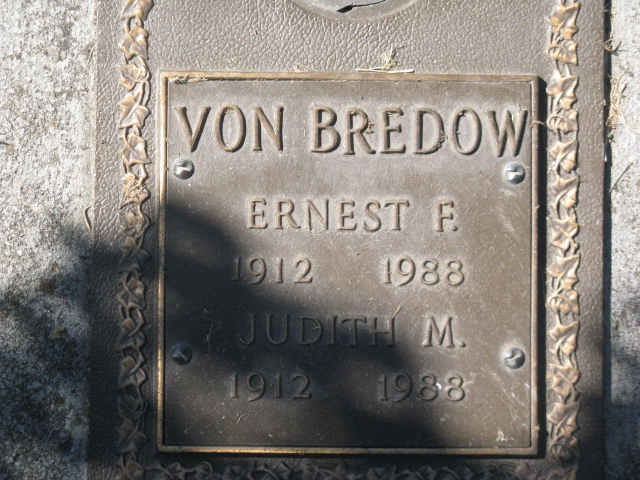 VON BREDOW
ERNEST F.
1912 1988
JUDITH M.
1912 1988